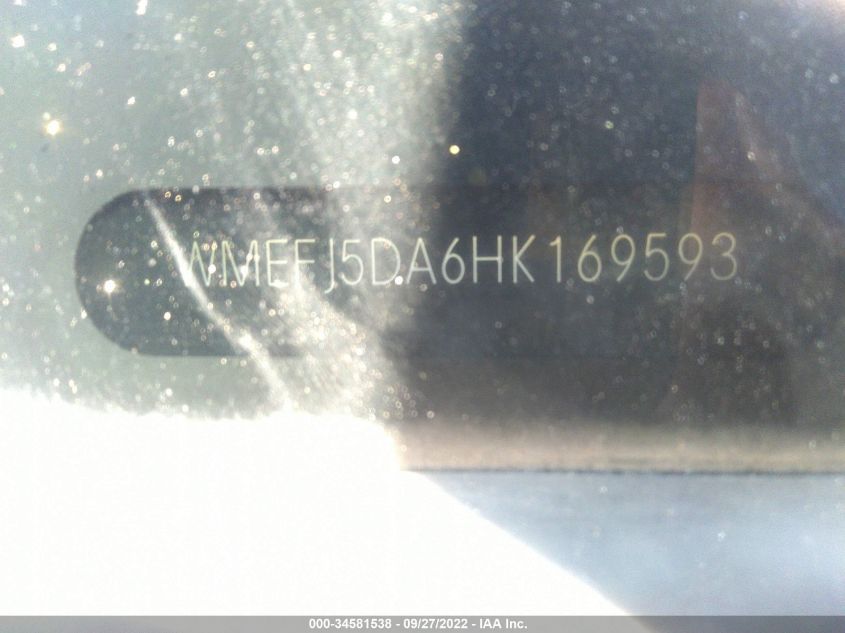 WMEFJ5DA6HK169593
000-34581538 - 09/27/2022 - IAA Inc.